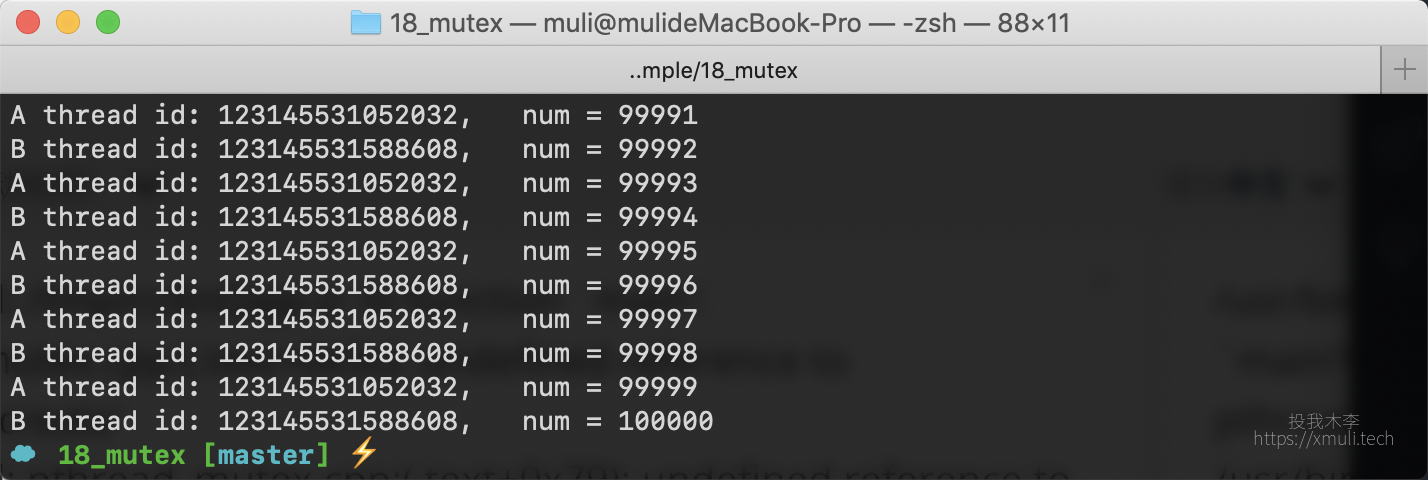 18_mutex — muli@mulideMacBook-Pro — -zsh — 88×11
..mple/18_mutex
A thread id: 123145531052032,   num = 99991
B thread id: 123145531588608,   num = 99992
A thread id: 123145531052032,   num = 99993
B thread id: 123145531588608,   num = 99994
A thread id: 123145531052032,   num = 99995
B thread id: 123145531588608,   num = 99996
A thread id: 123145531052032,   num = 99997
B thread id: 123145531588608,   num = 99998
A thread id: 123145531052032,   num = 99999
B thread id: 123145531588608,   num = 100000
18_mutex [master] ⚡
投我木李
https://xmuli.tech